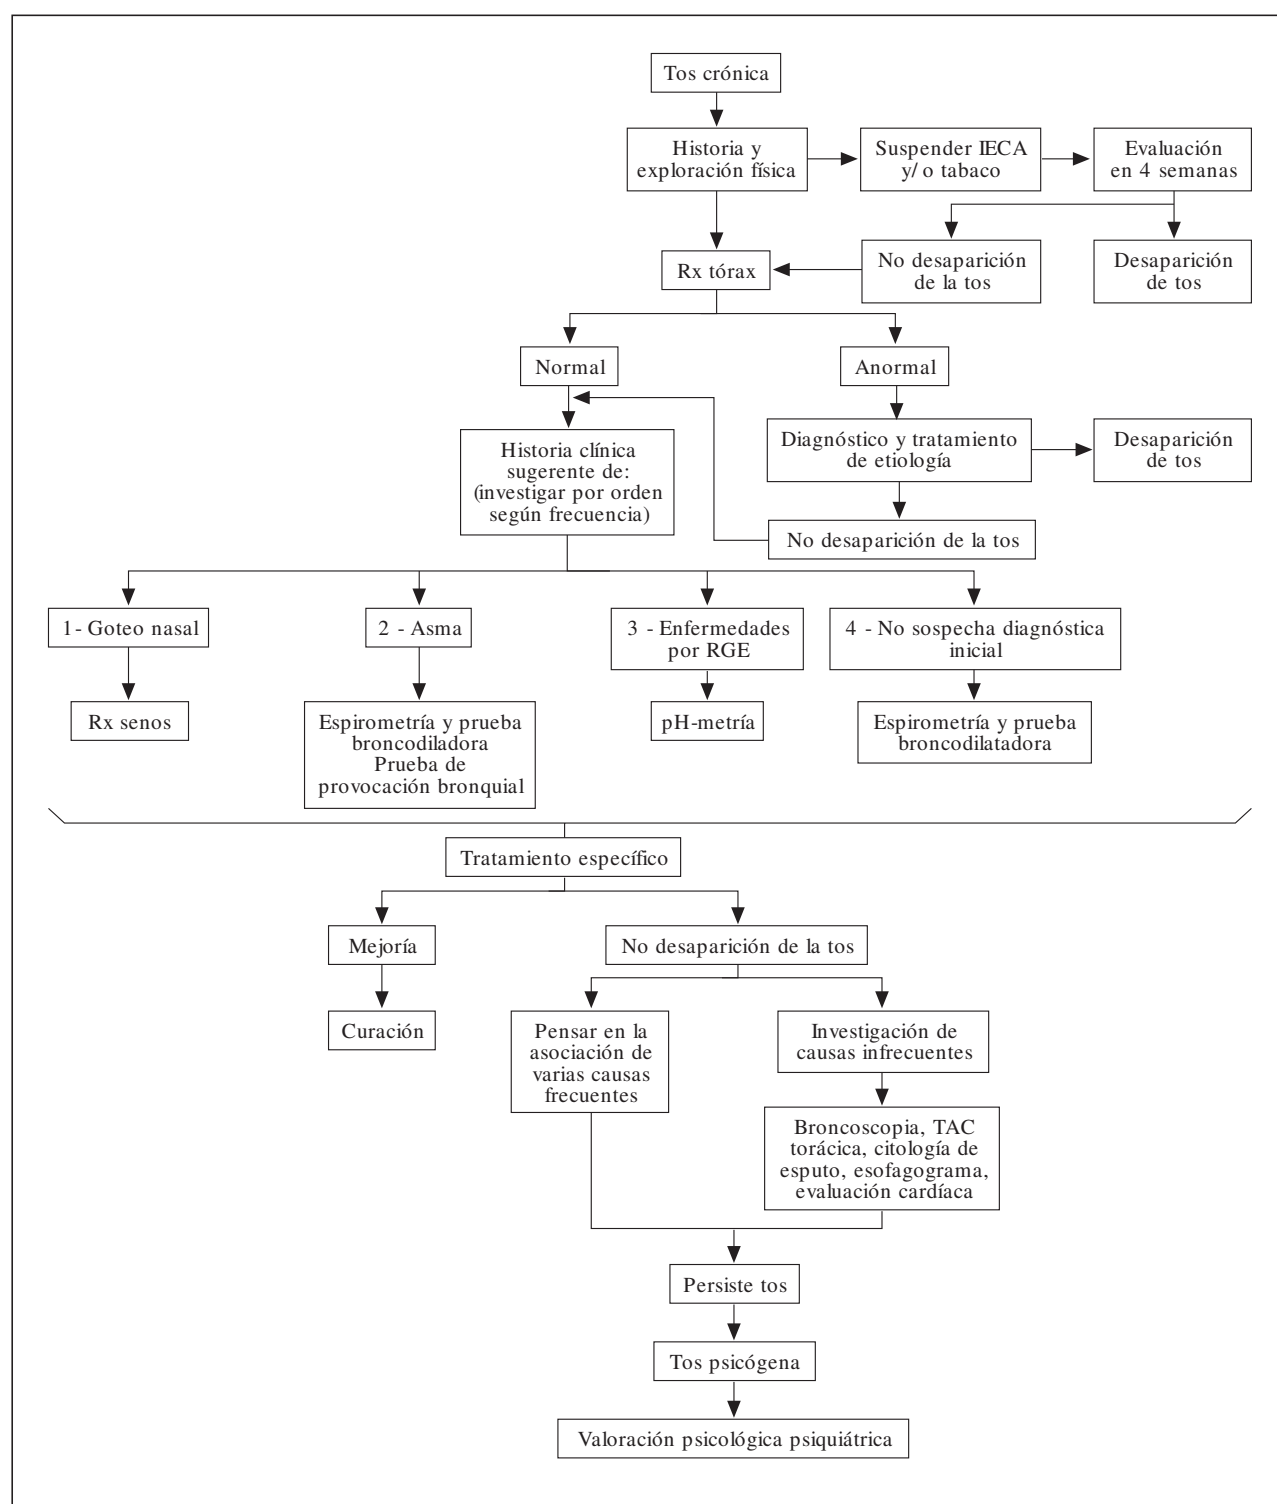 Tos crónica
Historia y
exploración física
Suspender IECA
y/o tabaco
Evaluación
en 4 semanas
Rx tórax
No desaparición
de la tos
Desaparición
de tos
Normal
Anormal
Historia clínica
sugerente de:
(investigar por orden
según frecuencia)
Diagnóstico y tratamiento
de etiología
Desaparición
de tos
No desaparición de la tos
1- Goteo nasal
2 - Asma
3 - Enfermedades
por RGE
4 - No sospecha diagnóstica
inicial
Rx senos
Espirometría y prueba
broncodiladora
Prueba de
provocación bronquial
pH-metría
Espirometría y prueba
broncodilatadora
Tratamiento específico
Mejoría
No desaparición de la tos
Curación
Pensar en la
asociación de
varias causas
frecuentes
Investigación de
causas infrecuentes
Broncoscopia, TAC
torácica, citología de
esputo, esofagograma,
evaluación cardíaca
Persiste tos
Tos psicógena
Valoración psicológica psiquiátrica